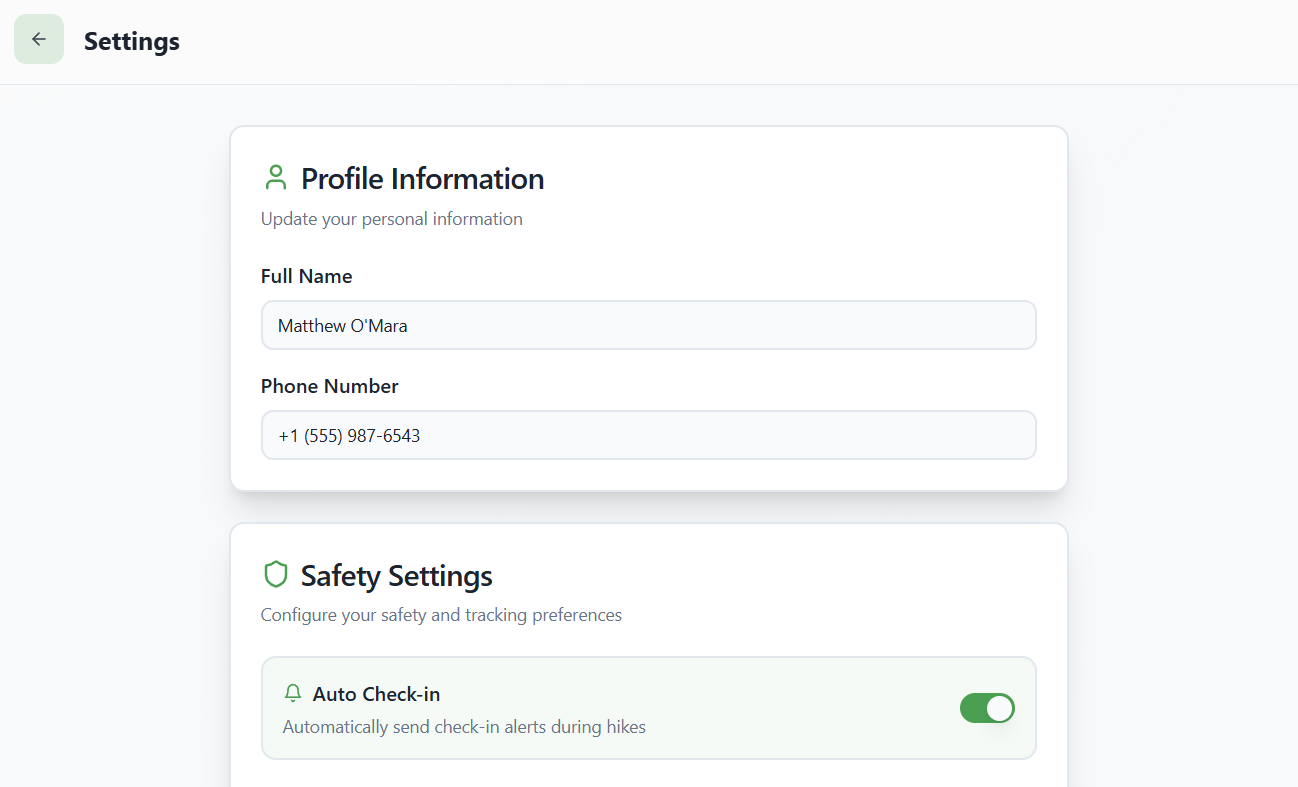 Settings
Profile Information
Update your personal information
Full Name
Matthew O'Mara
Phone Number
+1 (555) 987-6543
Safety Settings
Configure your safety and tracking preferences
Auto Check-in
Automatically send check-in alerts during hikes